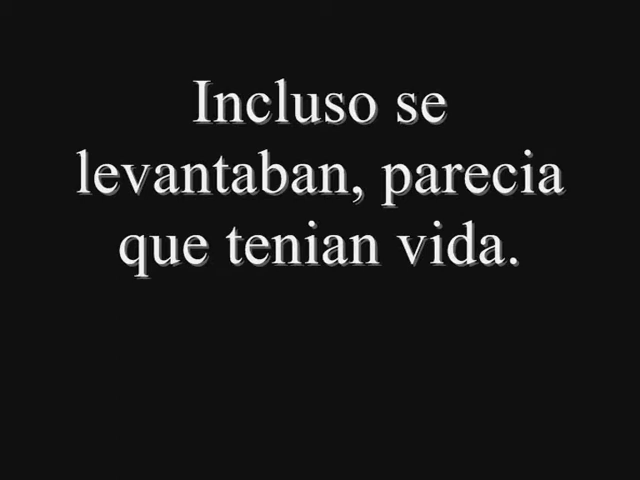 Incluso se
levantaban, parecia
que tenian vida.